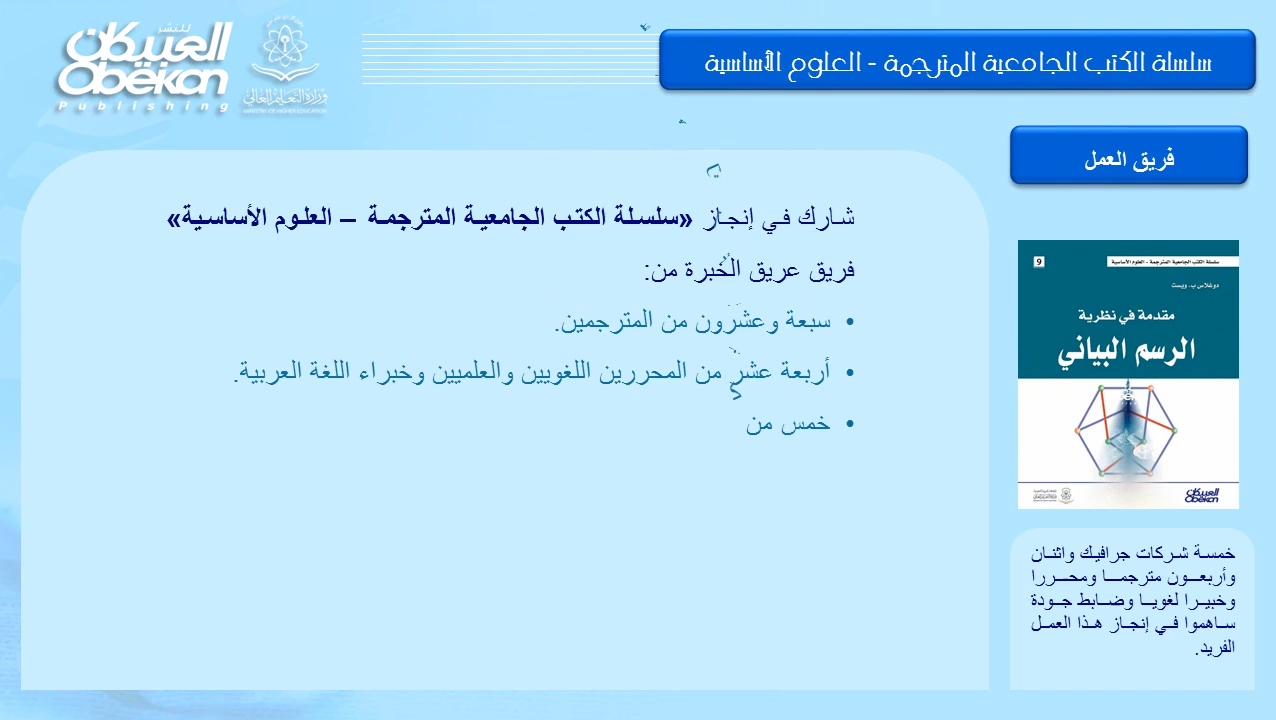 العبيكان
للنشر
Obēkan
Publishing
وزارة التعليم العالي
MINISTRY OF HIGHER EDUCATION
سلسلة الكتب الجامعية المترجمة - العلوم الأساسية
فريق العمل
شارك في إنجاز «سلسلة الكتب الجامعية المترجمة – العلوم الأساسية»
فريق عريق الخبرة من:
• سبعة وعشرون من المترجمين.
• أربعة عشر من المحررين اللغويين والعلميين وخبراء اللغة العربية.
• خمس من
سلسلة الكتب الجامعية المترجمة - العلوم الأساسية
9
دوغلاس ب. ويست
مقدمة في نظرية
الرسم البياني
العبيكان
Obēkan
خمسة شركات جرافيك واثنان
وأربعون مترجما ومحررا
وخبيرا لغويا وضابط جودة
ساهموا في إنجاز هذا العمل
الفريد.